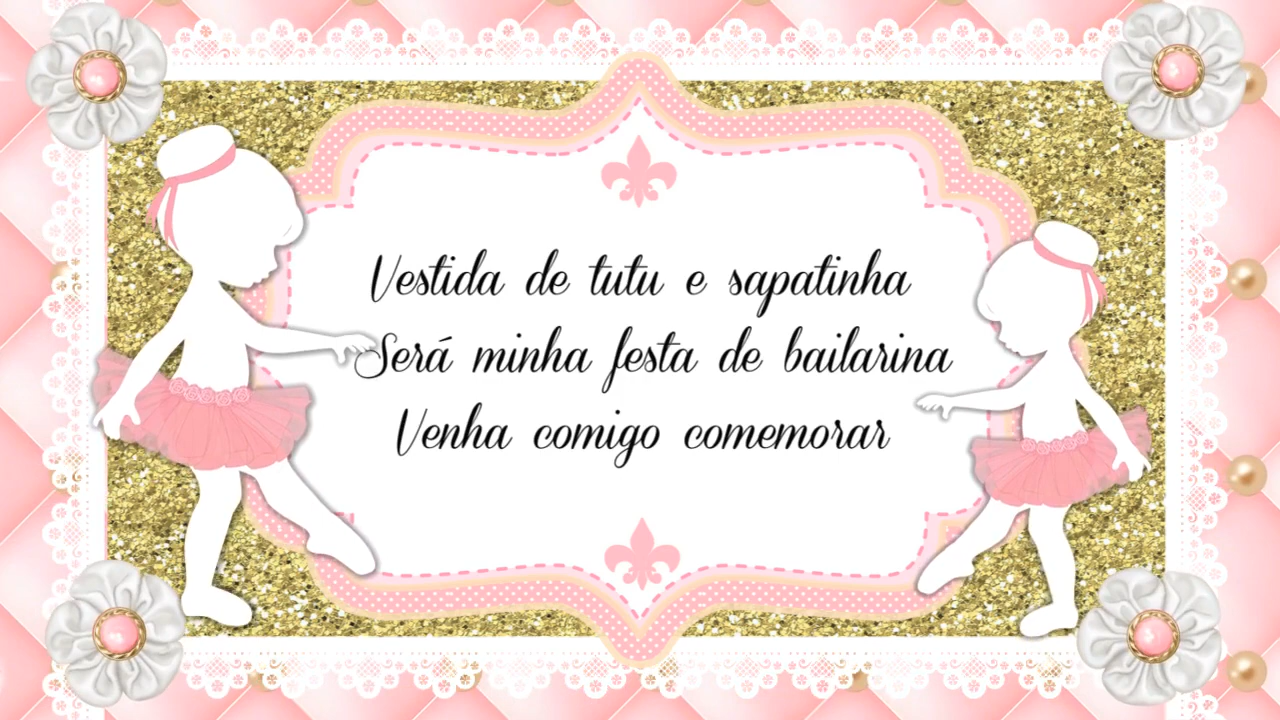 Vestida de tutu e sapatinha
Será minha festa de bailarina
Venha comigo comemorar